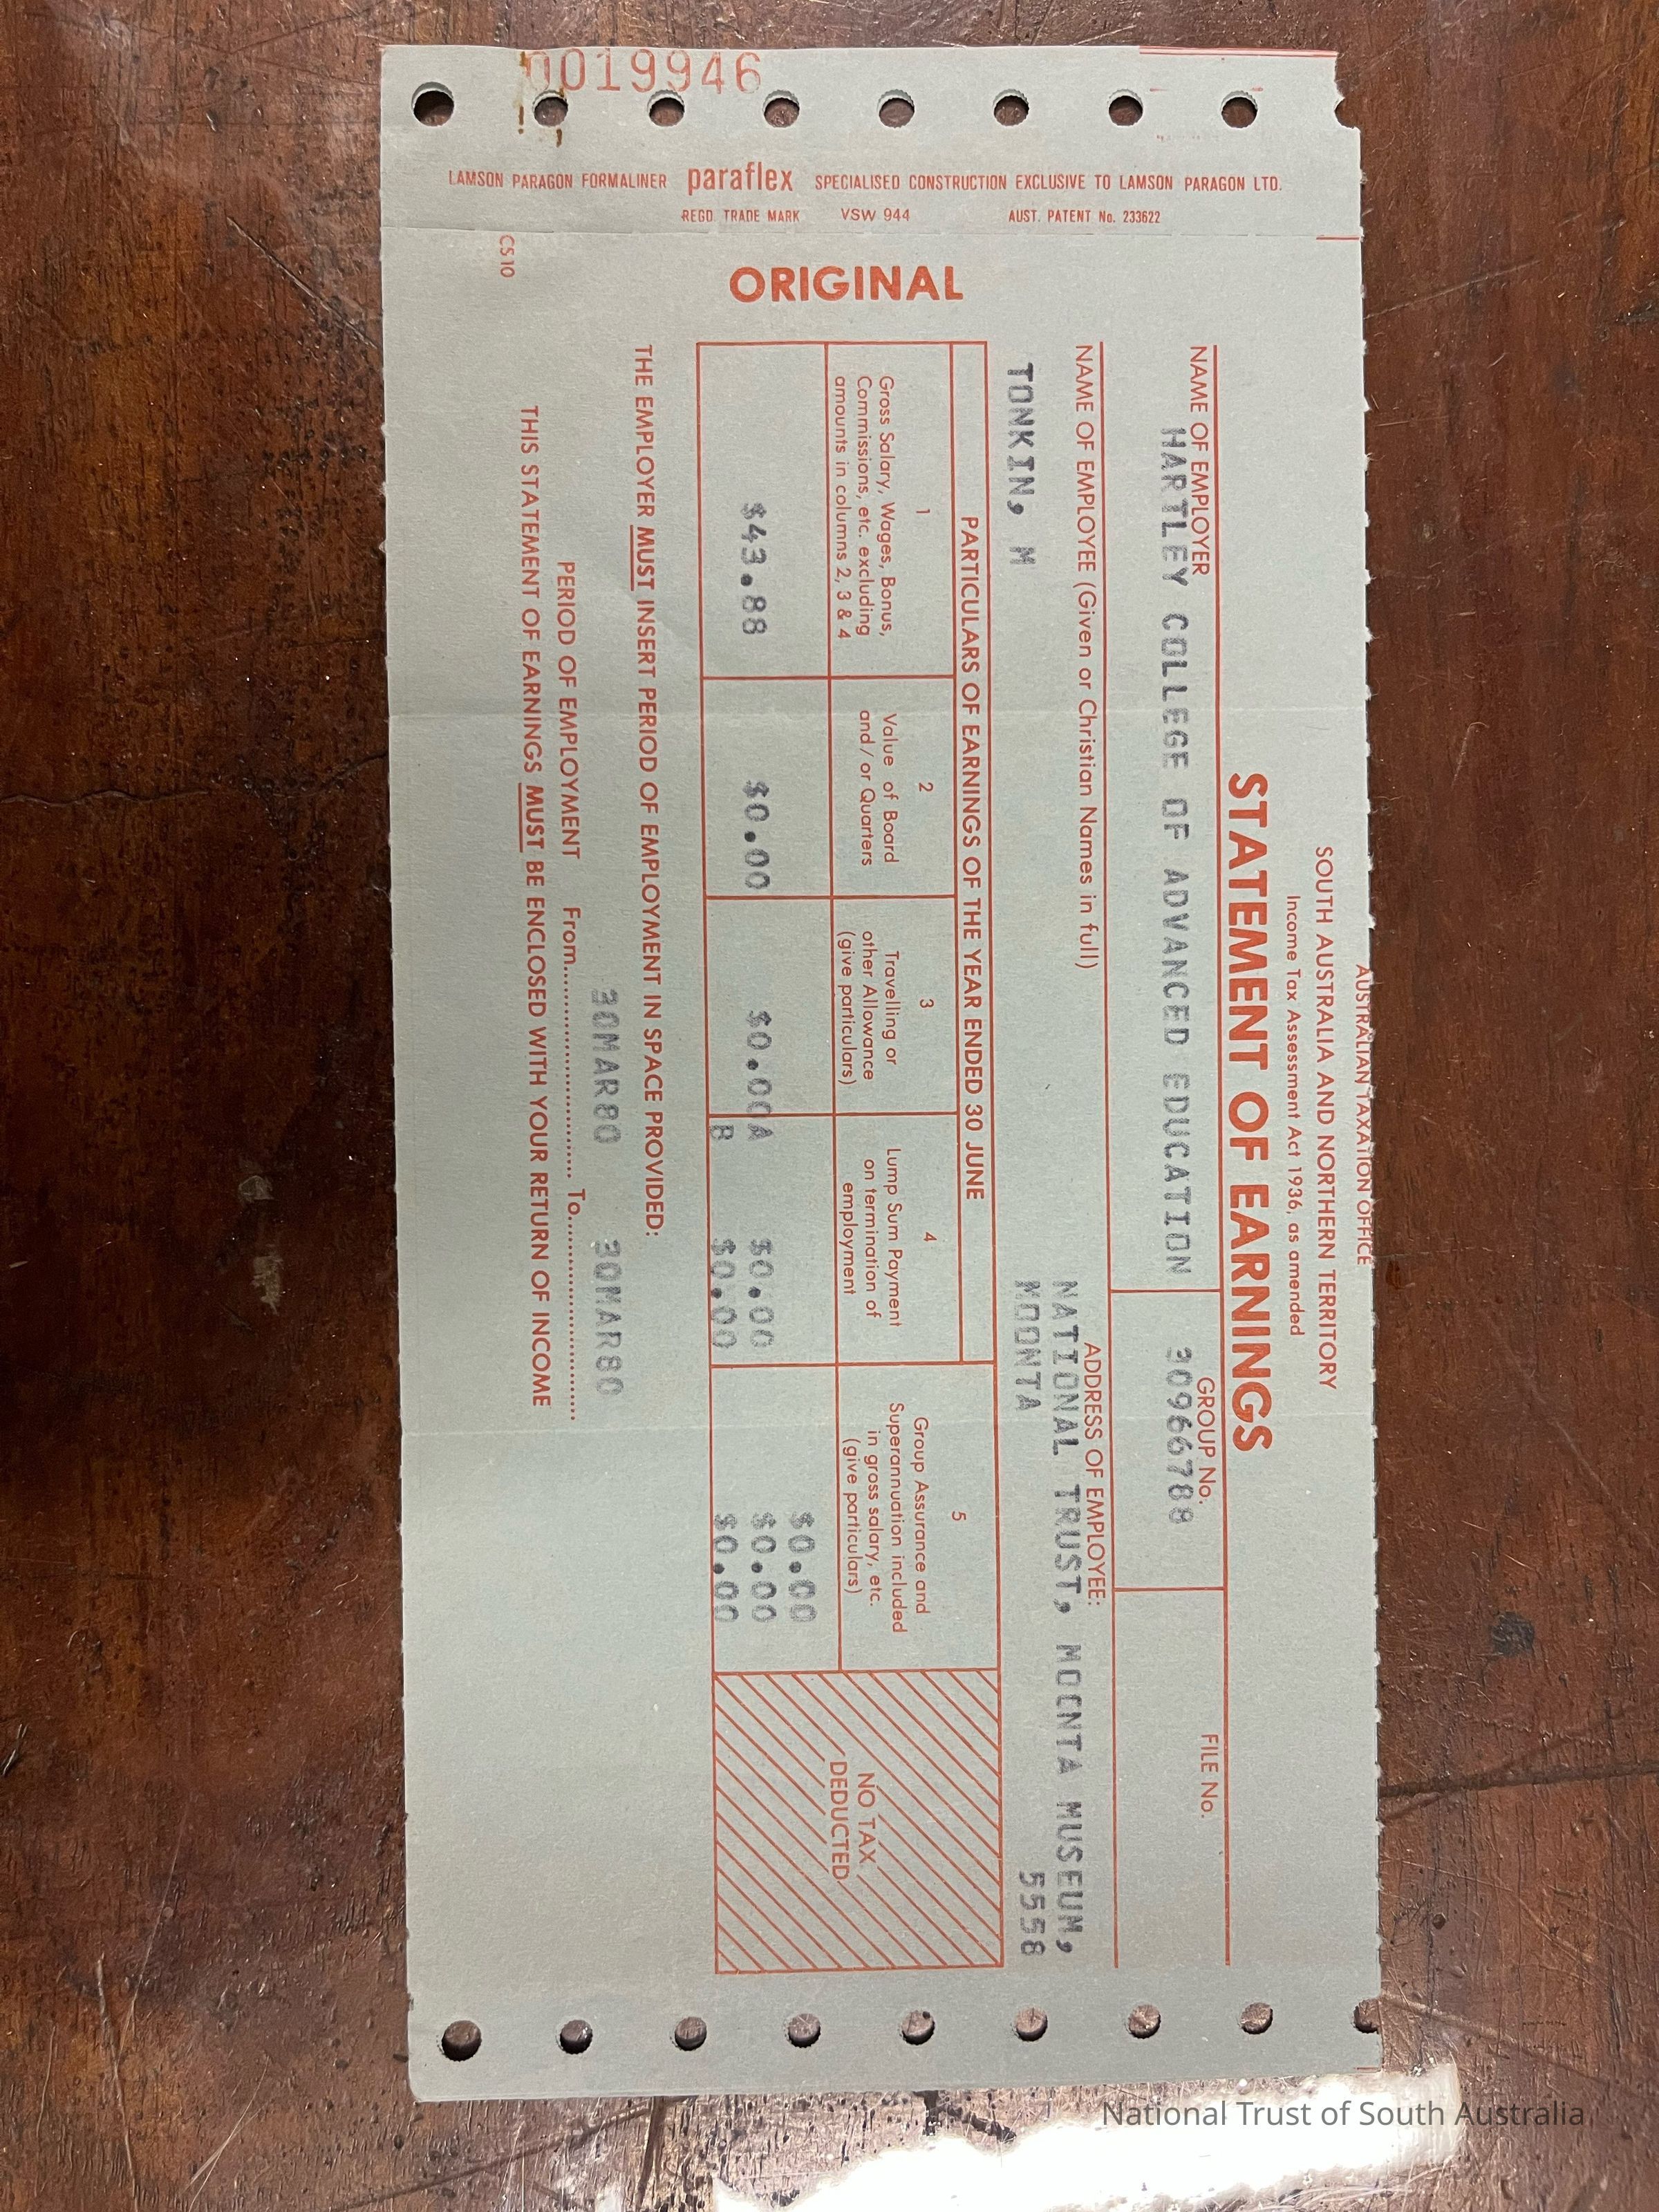 0019946
LAMSON PARAGON FORMALINER paraflex SPECIALISED CONSTRUCTION EXCLUSIVE TO LAMSON PARAGON LTD.
REGD. TRADE MARK VSW 944 AUST. PATENT No. 233622
ORIGINAL
CS10
AUSTRALIAN TAXATION OFFICE
SOUTH AUSTRALIA AND NORTHERN TERRITORY
Income Tax Assessment Act 1936, as amended
STATEMENT OF EARNINGS
NAME OF EMPLOYER GROUP No. FILE No.
HARTLEY COLLEGE OF ADVANCED EDUCATION 30966788
NAME OF EMPLOYEE (Given or Christian Names in full) ADDRESS OF EMPLOYEE:
NATIONAL TRUST, MOONTA MUSEUM,
TONKIN, M MOONTA 5558
PARTICULARS OF EARNINGS OF THE YEAR ENDED 30 JUNE
1
Gross Salary, Wages, Bonus,
Commissions, etc. excluding
amounts in columns 2, 3 & 4
2
Value of Board
and / or Quarters
3
Travelling or
other Allowance
(give particulars)
4
Lump Sum Payment
on termination of
employment
5
Group Assurance and
Superannuation included
in gross salary, etc.
(give particulars)
NO TAX
DEDUCTED
$0.00
$43.88 $0.00 $0.00A $0.00 $0.00
B $0.00 $0.00
THE EMPLOYER MUST INSERT PERIOD OF EMPLOYMENT IN SPACE PROVIDED:
30MAR80 30MAR80
PERIOD OF EMPLOYMENT From........................ To........................
THIS STATEMENT OF EARNINGS MUST BE ENCLOSED WITH YOUR RETURN OF INCOME
National Trust of South Australia